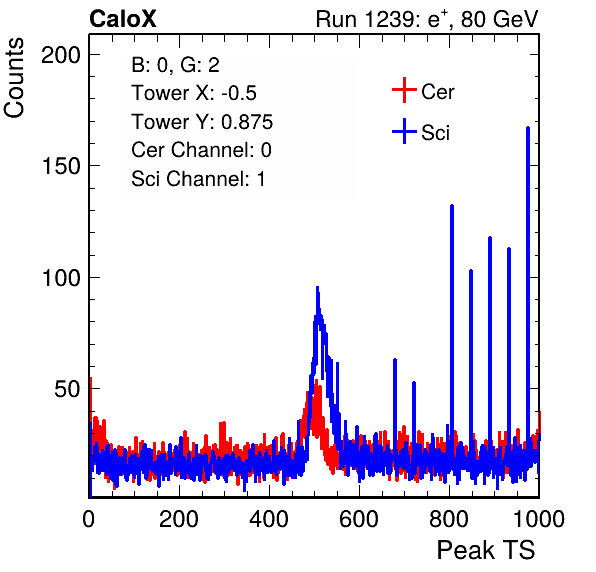 CaloX Run 1239: e⁺, 80 GeV
Counts
200
150
100
50
B: 0, G: 2
Tower X: -0.5
Tower Y: 0.875
Cer Channel: 0
Sci Channel: 1
Cer
Sci
0 200 400 600 800 1000
Peak TS